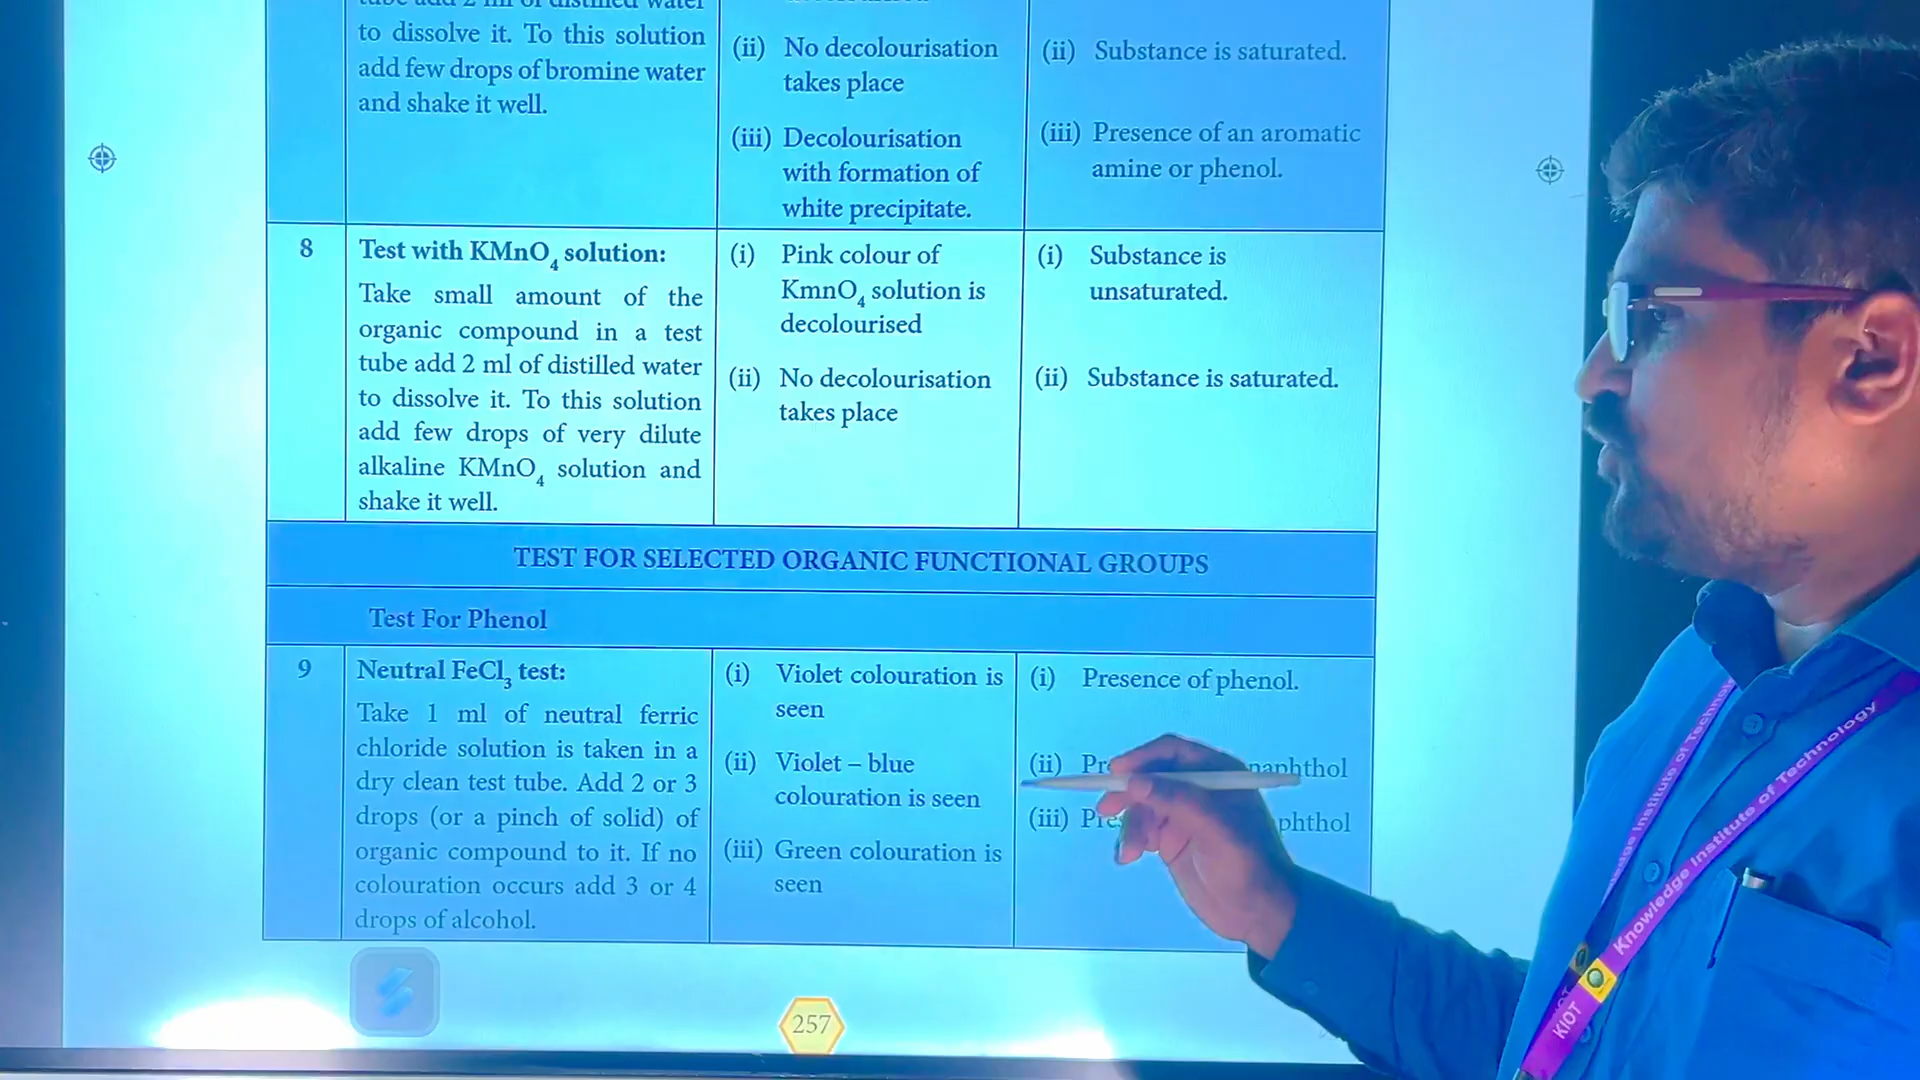 to dissolve it. To this solution
add few drops of bromine water
and shake it well.
(ii) No decolourisation
takes place
(iii) Decolourisation
with formation of
white precipitate.
(ii) Substance is saturated.
(iii) Presence of an aromatic
amine or phenol.
8
Test with KMnO4 solution:
Take small amount of the
organic compound in a test
tube add 2 ml of distilled water
to dissolve it. To this solution
add few drops of very dilute
alkaline KMnO4 solution and
shake it well.
(i) Pink colour of
KmnO4 solution is
decolourised
(ii) No decolourisation
takes place
(i) Substance is
unsaturated.
(ii) Substance is saturated.
TEST FOR SELECTED ORGANIC FUNCTIONAL GROUPS
Test For Phenol
9
Neutral FeCl3 test:
Take 1 ml of neutral ferric
chloride solution is taken in a
dry clean test tube. Add 2 or 3
drops (or a pinch of solid) of
organic compound to it. If no
colouration occurs add 3 or 4
drops of alcohol.
(i) Violet colouration is
seen
(ii) Violet – blue
colouration is seen
(iii) Green colouration is
seen
(i) Presence of phenol.
(ii) naphthol
(iii)
257
Knowledge Institute of Technology
KIOT